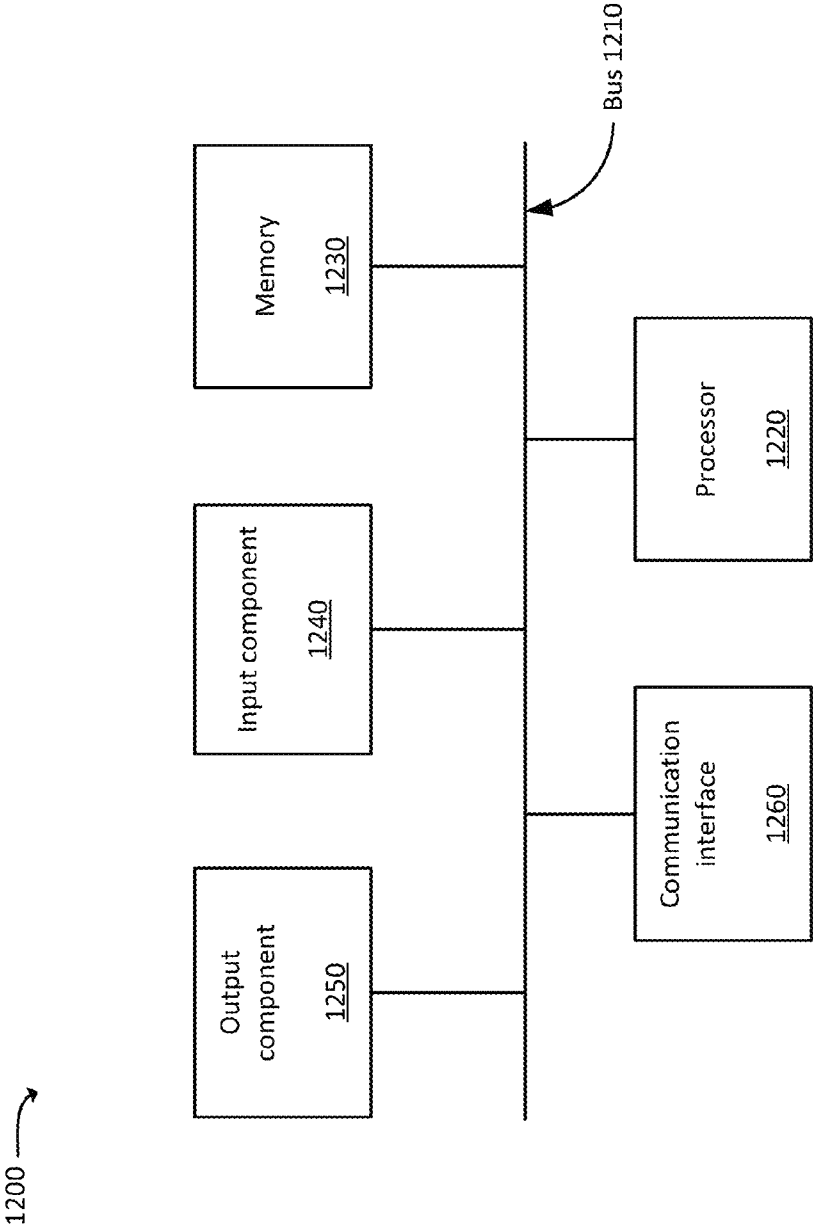 1200
Output
component
1250
Input component
1240
Memory
1230
Communication
interface
1260
Processor
1220
Bus 1210